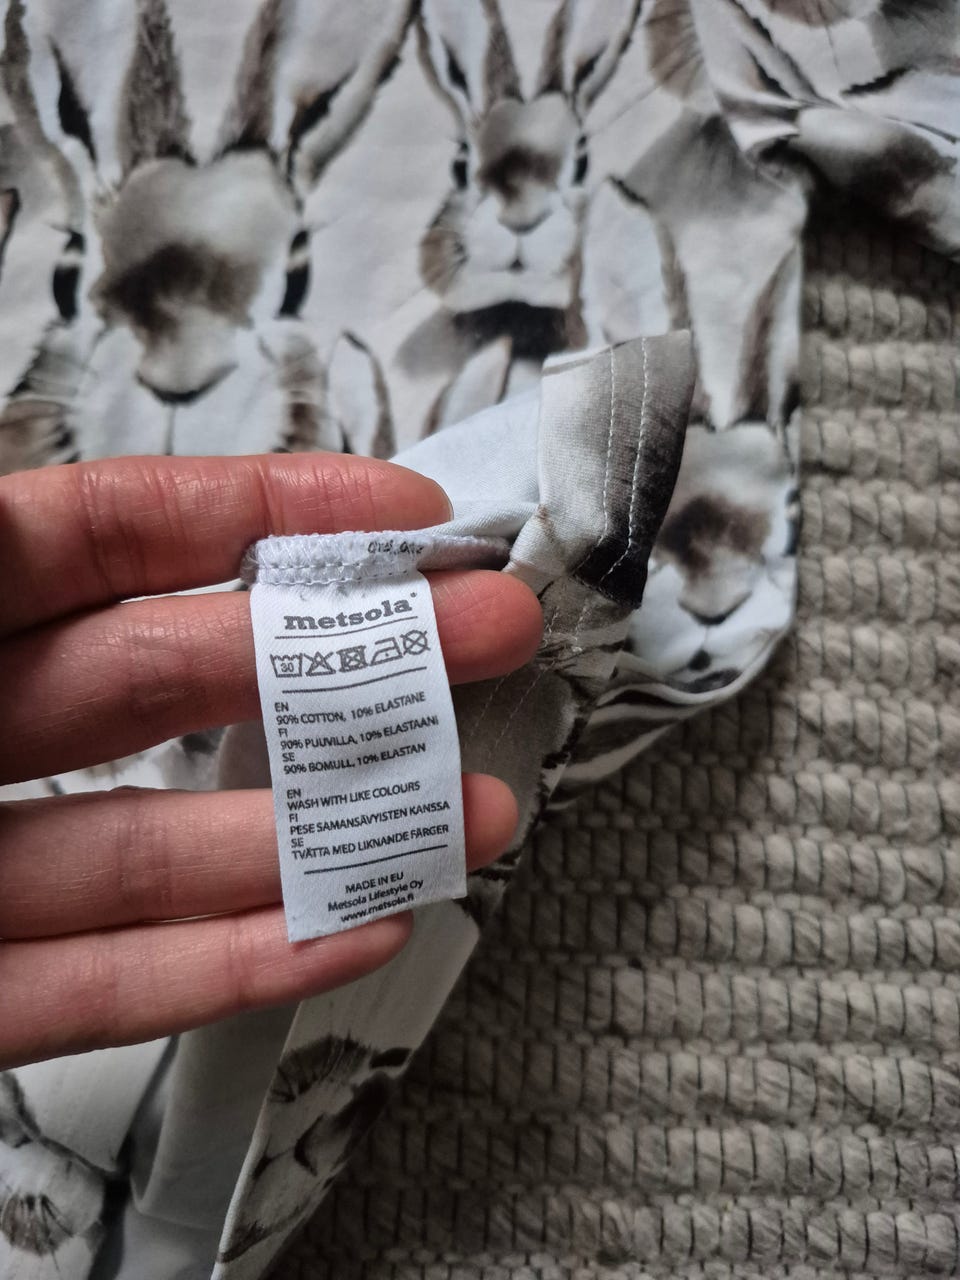 metsola®
30
EN
90% COTTON, 10% ELASTANE
FI
90% PUUVILLA, 10% ELASTAANI
SE
90% BOMULL, 10% ELASTAN
EN
WASH WITH LIKE COLOURS
FI
PESE SAMANSÄVYISTEN KANSSA
SE
TVÄTTA MED LIKNANDE FÄRGER
MADE IN EU
Metsola Lifestyle Oy
www.metsola.fi